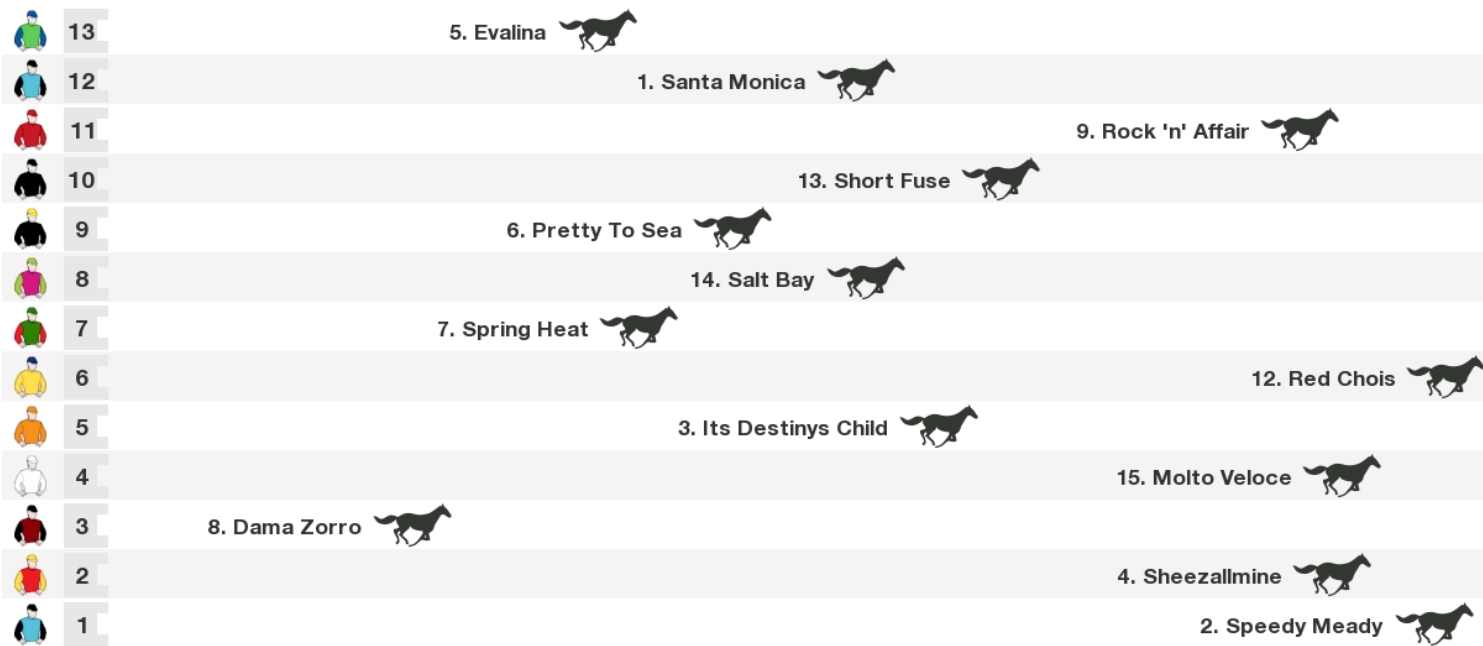 13 5. Evalina
12 1. Santa Monica
11 9. Rock 'n' Affair
10 13. Short Fuse
9 6. Pretty To Sea
8 14. Salt Bay
7 7. Spring Heat
6 12. Red Chois
5 3. Its Destinys Child
4 15. Molto Veloce
3 8. Dama Zorro
2 4. Sheezallmine
1 2. Speedy Meady